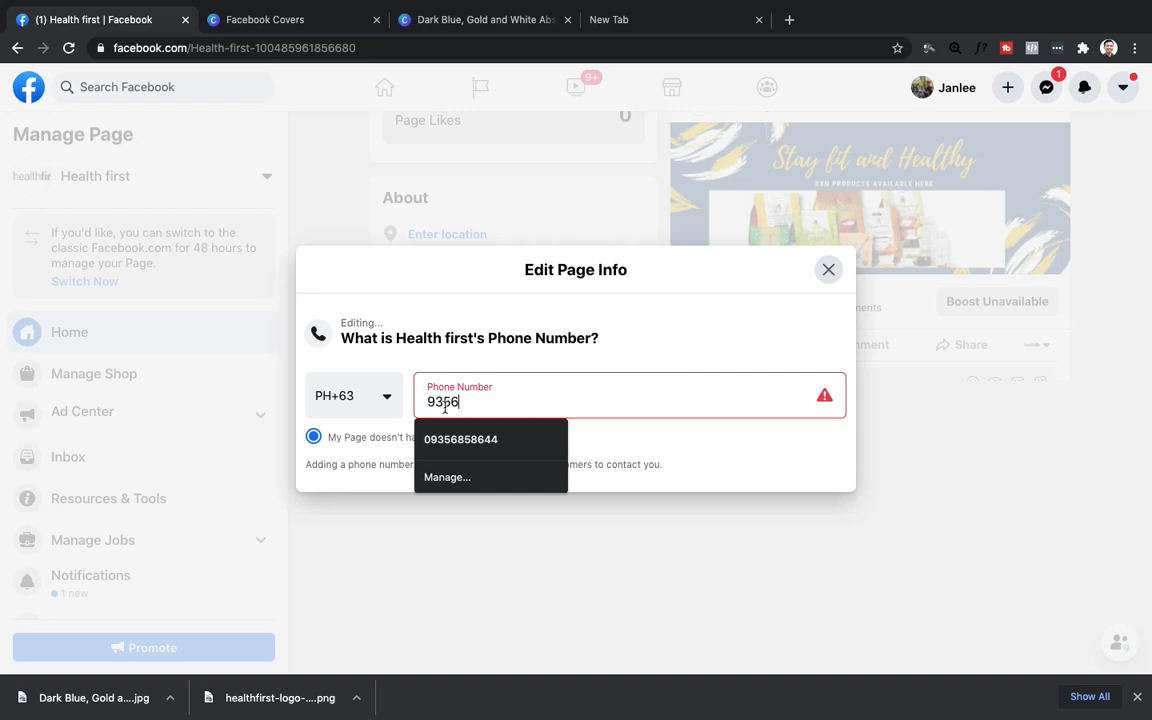 (1) Health first | Facebook
Facebook Covers
Dark Blue, Gold and White Abs
New Tab
facebook.com/Health-first-100485961856680
Search Facebook
9+
Janlee
1
Manage Page
Health first
If you'd like, you can switch to the
classic Facebook.com for 48 hours to
manage your Page.
Switch Now
Home
Manage Shop
Ad Center
Inbox
Resources & Tools
Manage Jobs
Notifications
1 new
Promote
Page Likes
0
About
Enter location
Stay fit and Healthy
DXN PRODUCTS AVAILABLE HERE
Boost Unavailable
Share
Edit Page Info
Editing...
What is Health first's Phone Number?
PH+63
Phone Number
9356
My Page doesn't ha
09356858644
Adding a phone number
mers to contact you.
Manage...
Dark Blue, Gold a....jpg
healthfirst-logo-....png
Show All